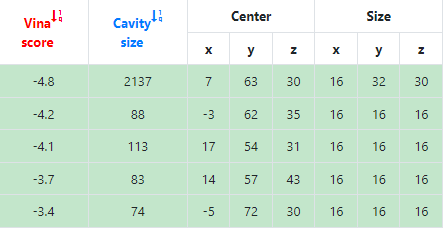 Vina score Cavity size Center Size
x y z x y z
-4.8 2137 7 63 30 16 32 30
-4.2 88 -3 62 35 16 16 16
-4.1 113 17 54 31 16 16 16
-3.7 83 14 57 43 16 16 16
-3.4 74 -5 72 30 16 16 16